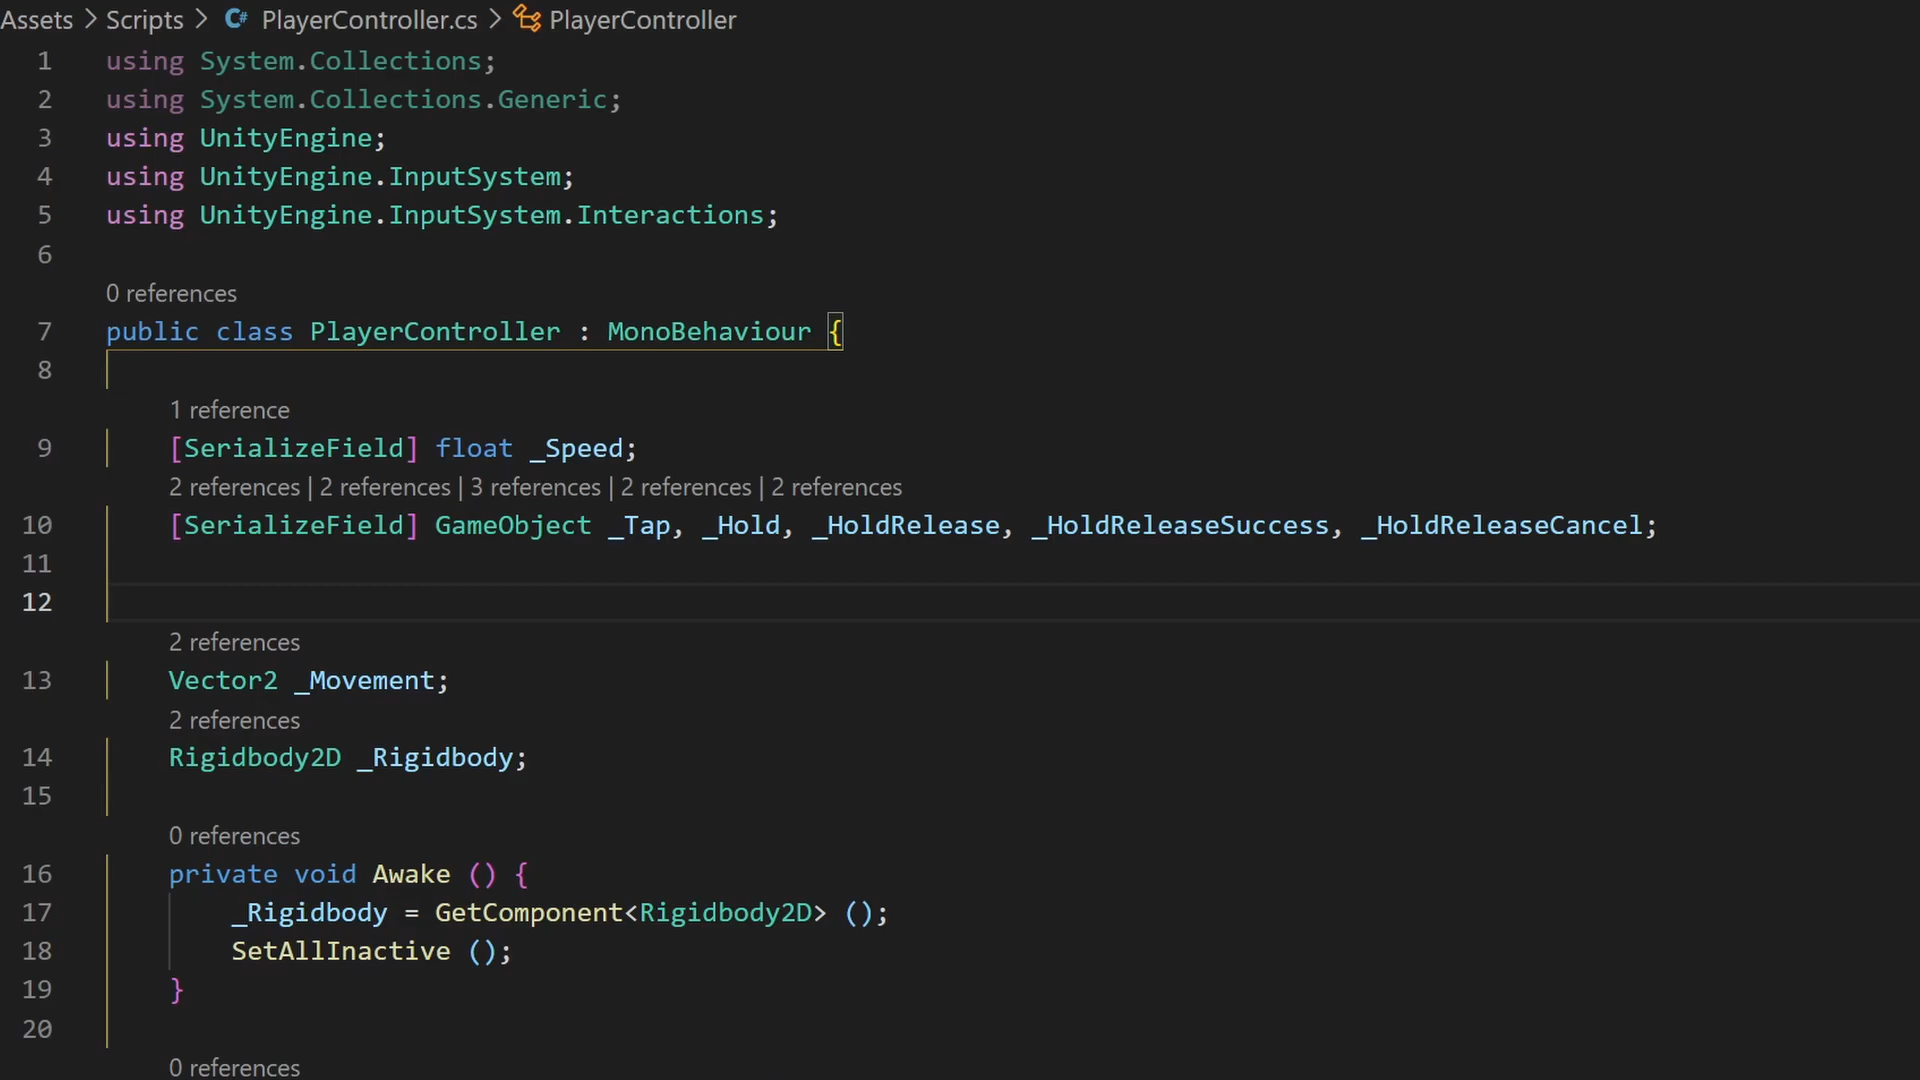 Assets > Scripts > C# PlayerController.cs > PlayerController
1 using System.Collections;
2 using System.Collections.Generic;
3 using UnityEngine;
4 using UnityEngine.InputSystem;
5 using UnityEngine.InputSystem.Interactions;
6
0 references
7 public class PlayerController : MonoBehaviour {
8
1 reference
9 [SerializeField] float _Speed;
2 references | 2 references | 3 references | 2 references | 2 references
10 [SerializeField] GameObject _Tap, _Hold, _HoldRelease, _HoldReleaseSuccess, _HoldReleaseCancel;
11
12
2 references
13 Vector2 _Movement;
2 references
14 Rigidbody2D _Rigidbody;
15
0 references
16 private void Awake () {
17 _Rigidbody = GetComponent<Rigidbody2D> ();
18 SetAllInactive ();
19 }
20
0 references